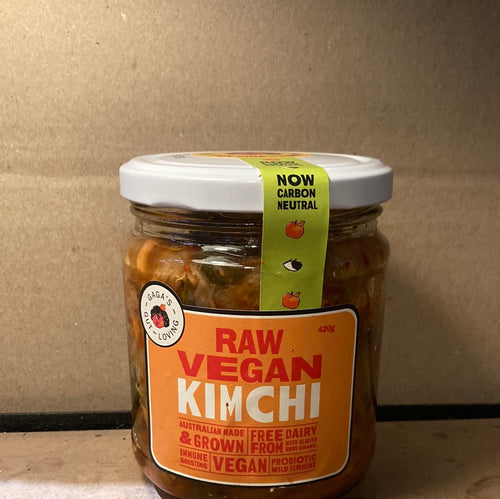 NOW
CARBON
NEUTRAL
GAGA'S
GUT LOVING
420g
RAW
VEGAN
KIMCHI
AUSTRALIAN MADE
& GROWN
FREE
FROM
DAIRY
IMMUNE
BOOSTING
VEGAN
PROBIOTIC
WILD FERMENT